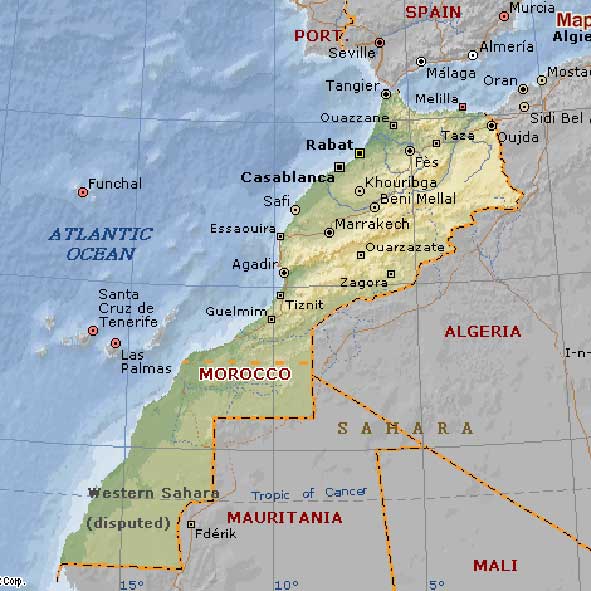 SPAIN
Murcia
Map
PORT.
Algie
Seville
Almería
Málaga
Oran
Mosta
Tangier
Melilla
Sidi Bel
Ouazzane
Taza
Oujda
Rabat
Fès
Casablanca
Khouribga
Funchal
Safi
Beni Mellal
Essaouira
Marrakech
ATLANTIC
OCEAN
Ouarzazate
Agadir
Zagora
Santa
Cruz de
Tenerife
Tiznit
Guelmim
ALGERIA
Las
Palmas
I-n-
MOROCCO
SAHARA
Western Sahara
(disputed)
Tropic of Cancer
MAURITANIA
Fdérik
MALI
Corp.
15°
10°
5°